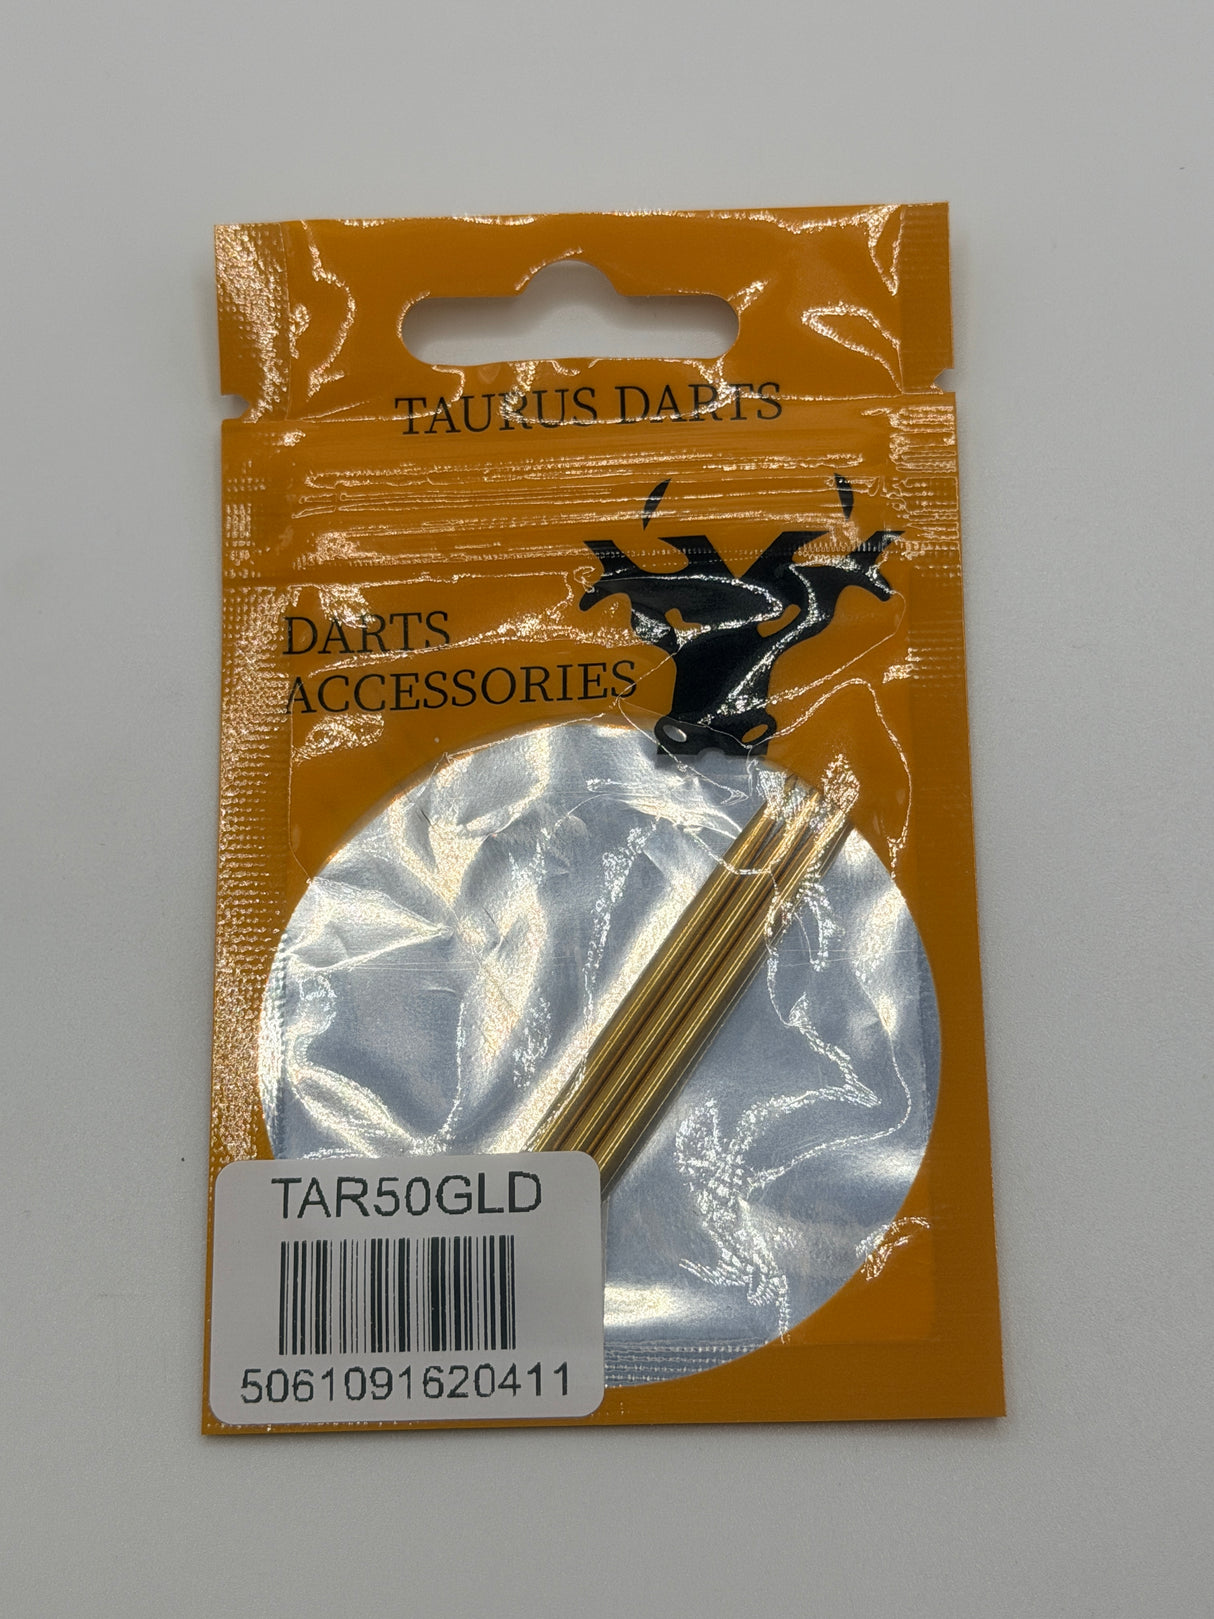 TAURUS DARTS
DARTS
ACCESSORIES
TAR50GLD
5061091620411